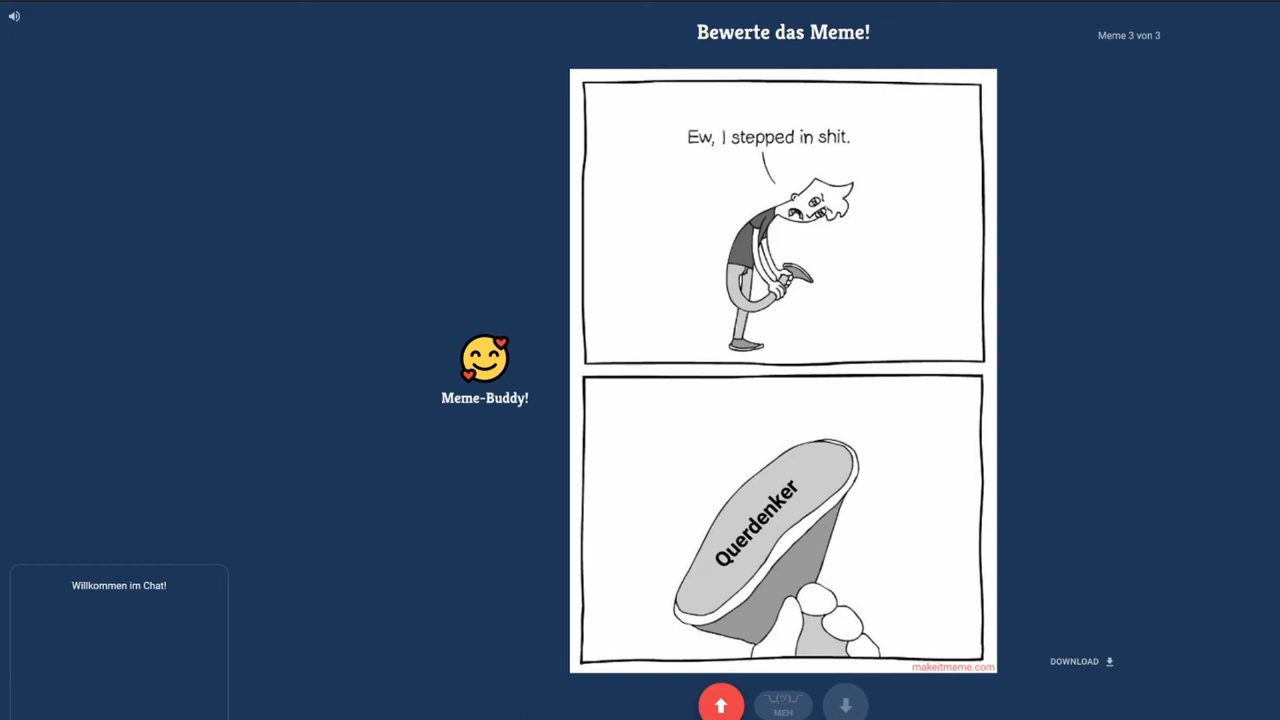 Bewerte das Meme!
Meme 3 von 3
Ew, I stepped in shit.
Meme-Buddy!
Querdenker
Willkommen im Chat!
makeitmeme.com
DOWNLOAD
¯\_(ツ)_/¯
MEH